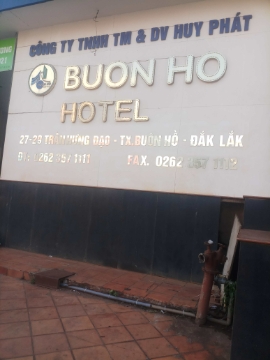 CÔNG TY TNHH TM & DV HUY PHÁT
BUON HO
HOTEL
27-29 TRẦN HƯNG ĐẠO - TX.BUÔN HỒ - ĐẮK LẮK
FAX. 0262